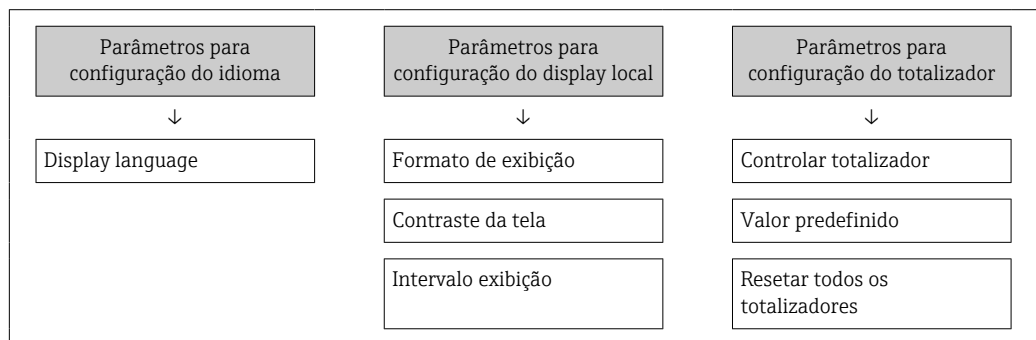 Parâmetros para
configuração do idioma
↓
Display language
Parâmetros para
configuração do display local
↓
Formato de exibição
Contraste da tela
Intervalo exibição
Parâmetros para
configuração do totalizador
↓
Controlar totalizador
Valor predefinido
Resetar todos os
totalizadores